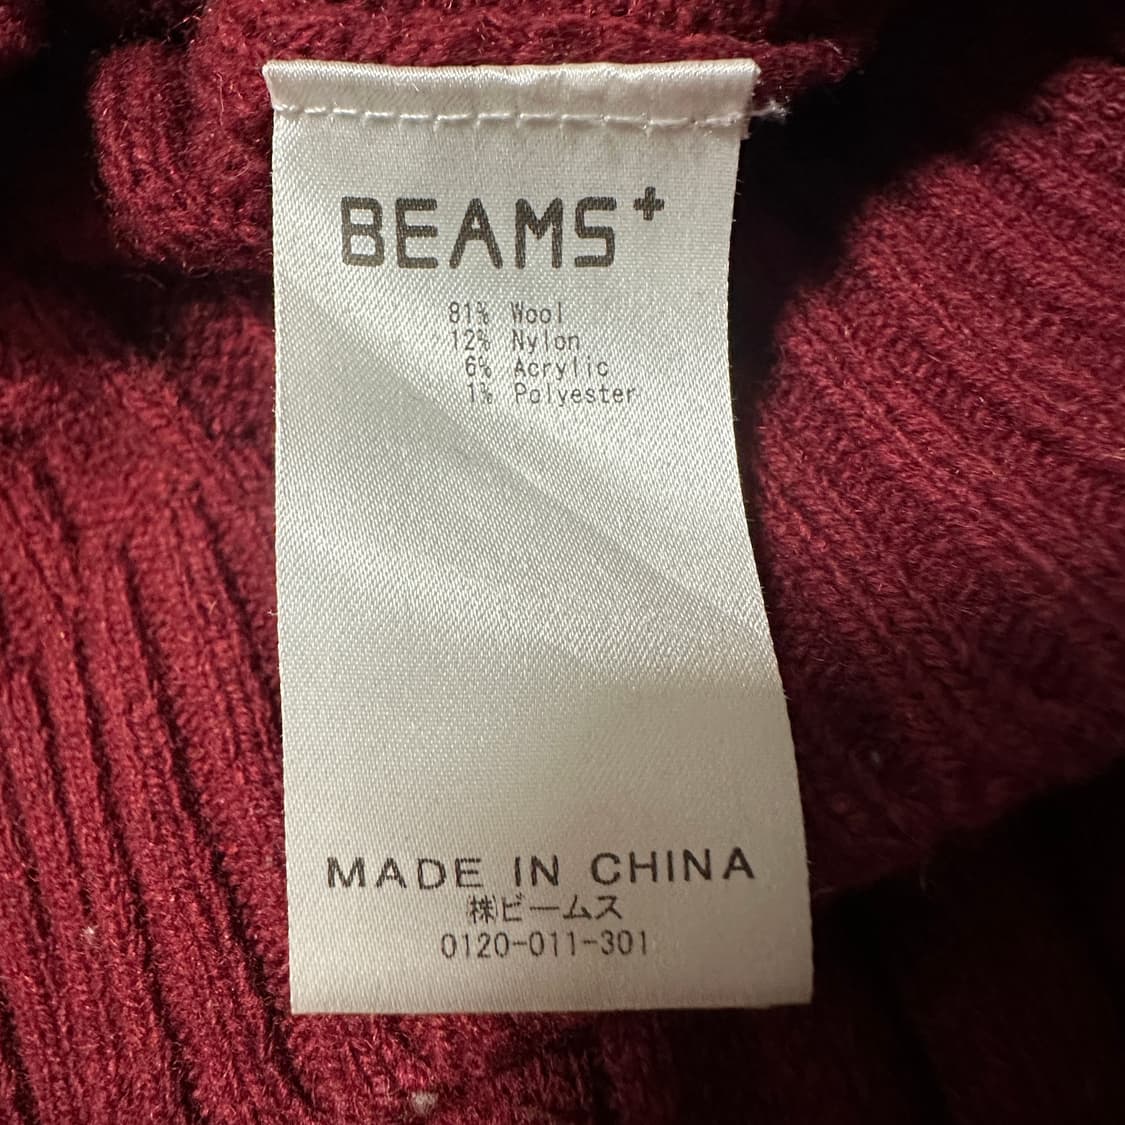 BEAMS+
81% Wool
12% Nylon
6% Acrylic
1% Polyester
MADE IN CHINA
㈱ビームス
0120-011-301